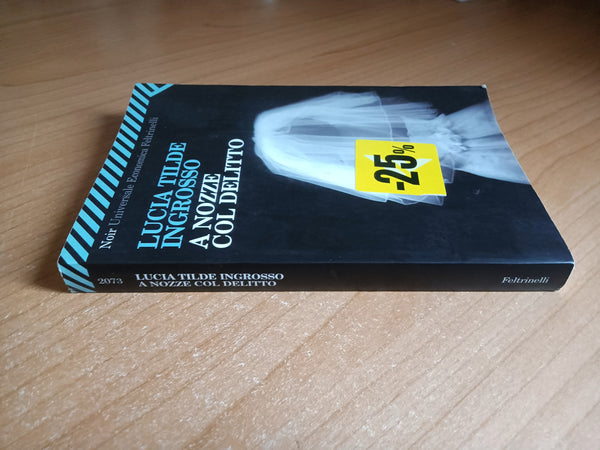 Noir Universale Economica Feltrinelli
LUCIA TILDE
INGROSSO
A NOZZE
COL DELITTO
-25%
2073
LUCIA TILDE INGROSSO
A NOZZE COL DELITTO
Feltrinelli